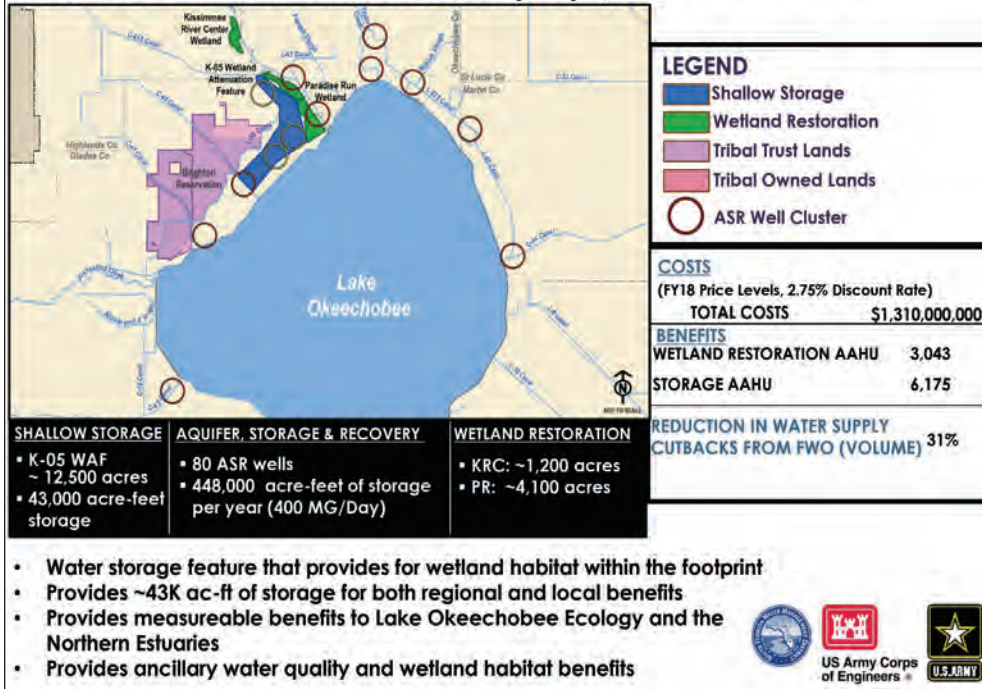 Kissimmee
River Center
Wetland
K-05 Wetland
Attenuation
Feature
Paradise Run
Wetland
Okeechobee Co
St Lucie Co
Martin Co
Highlands Co
Glades Co
Brighton
Reservation
Lake
Okeechobee
N
NOT TO SCALE
LEGEND
Shallow Storage
Wetland Restoration
Tribal Trust Lands
Tribal Owned Lands
ASR Well Cluster
COSTS
(FY18 Price Levels, 2.75% Discount Rate)
TOTAL COSTS $1,310,000,000
BENEFITS
WETLAND RESTORATION AAHU 3,043
STORAGE AAHU 6,175
REDUCTION IN WATER SUPPLY
CUTBACKS FROM FWO (VOLUME) 31%
SHALLOW STORAGE
▪ K-05 WAF
~ 12,500 acres
▪ 43,000 acre-feet
storage
AQUIFER, STORAGE & RECOVERY
▪ 80 ASR wells
▪ 448,000 acre-feet of storage
per year (400 MG/Day)
WETLAND RESTORATION
▪ KRC: ~1,200 acres
▪ PR: ~4,100 acres
• Water storage feature that provides for wetland habitat within the footprint
• Provides ~43K ac-ft of storage for both regional and local benefits
• Provides measureable benefits to Lake Okeechobee Ecology and the
Northern Estuaries
• Provides ancillary water quality and wetland habitat benefits
US Army Corps
of Engineers ®
U.S.ARMY